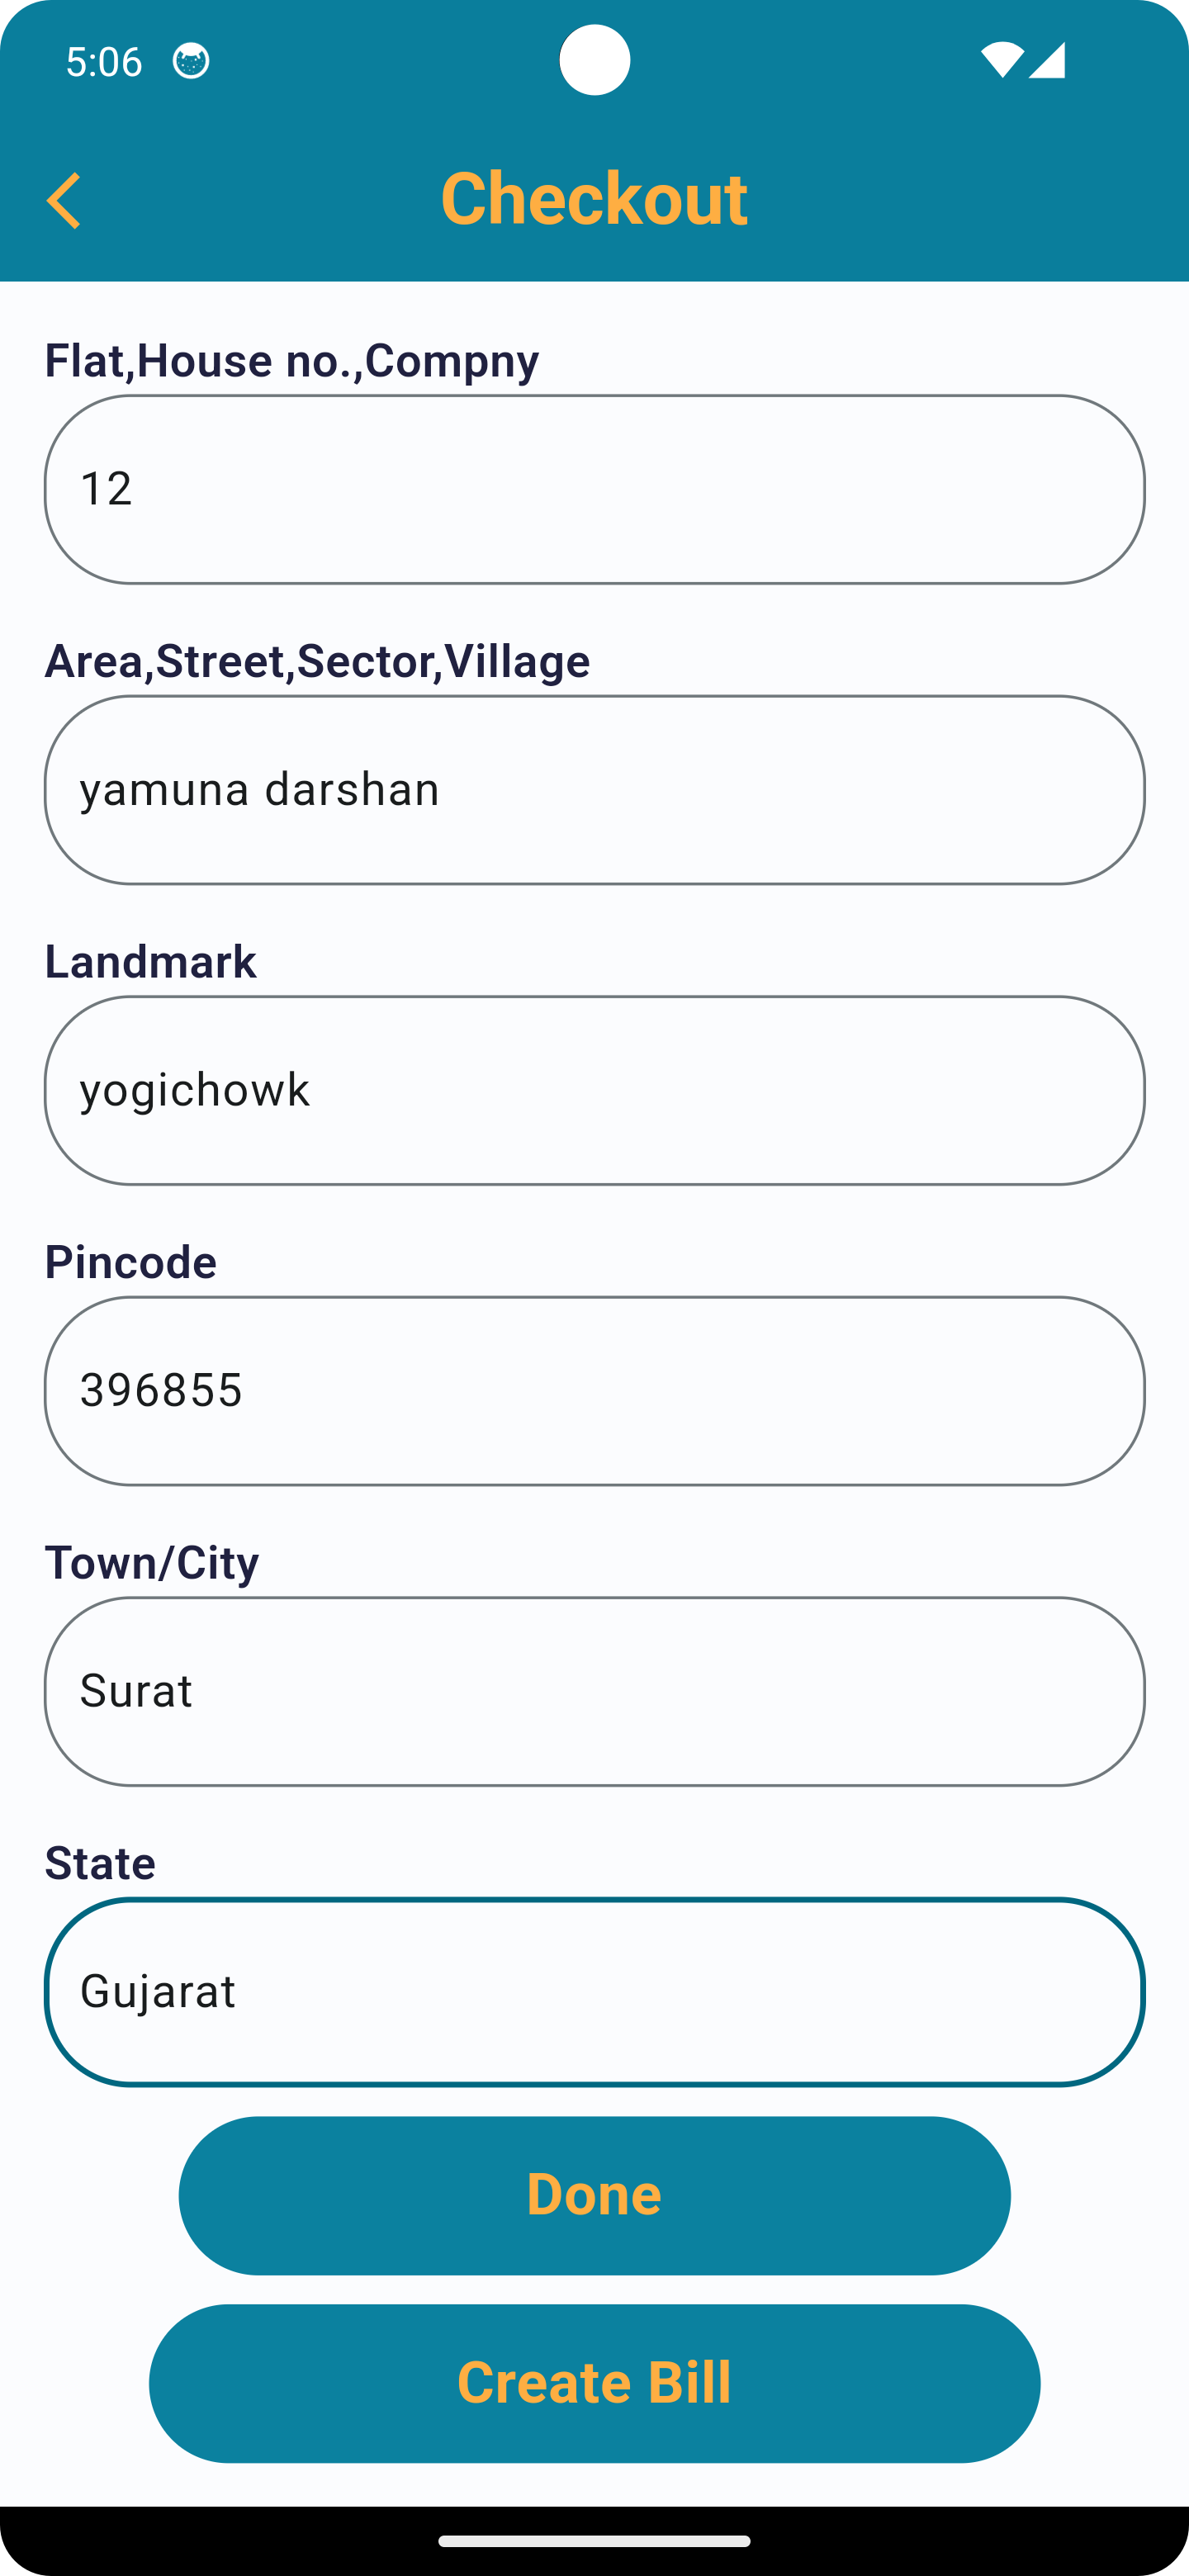 5:06
Checkout
Flat,House no.,Compny
12
Area,Street,Sector,Village
yamuna darshan
Landmark
yogichowk
Pincode
396855
Town/City
Surat
State
Gujarat
Done
Create Bill